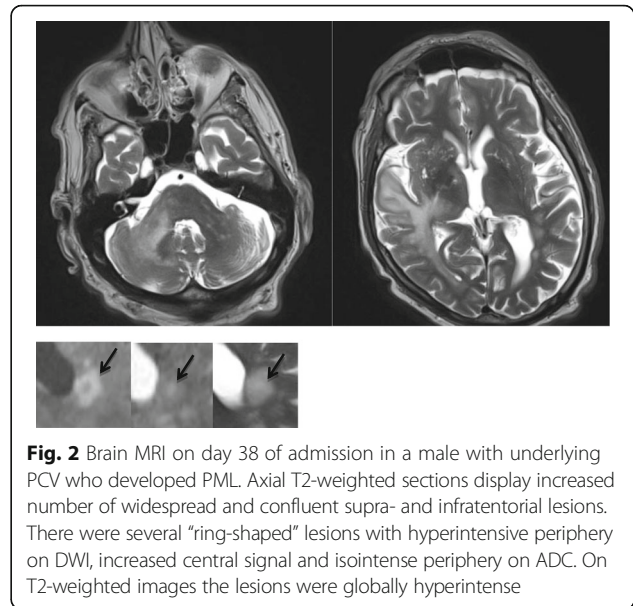 Fig. 2 Brain MRI on day 38 of admission in a male with underlying
PCV who developed PML. Axial T2-weighted sections display increased
number of widespread and confluent supra- and infratentorial lesions.
There were several “ring-shaped” lesions with hyperintensive periphery
on DWI, increased central signal and isointense periphery on ADC. On
T2-weighted images the lesions were globally hyperintense